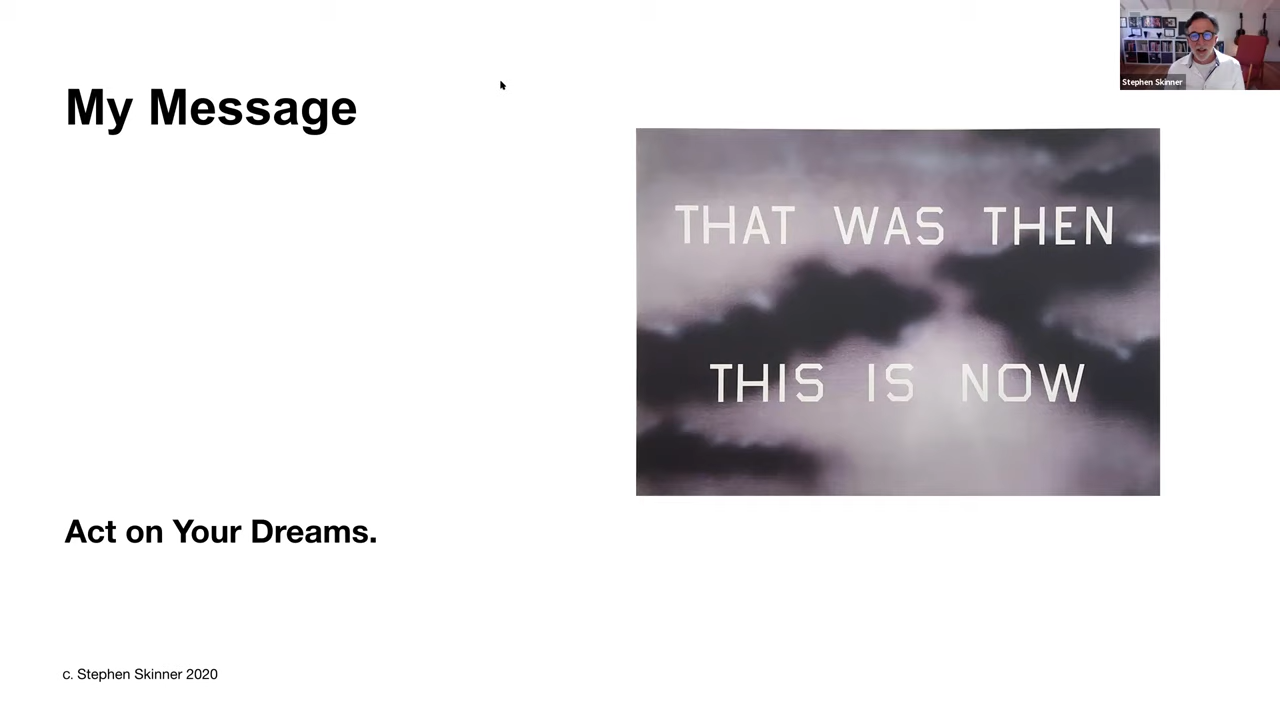 My Message
Stephen Skinner
THAT WAS THEN
THIS IS NOW
Act on Your Dreams.
c. Stephen Skinner 2020